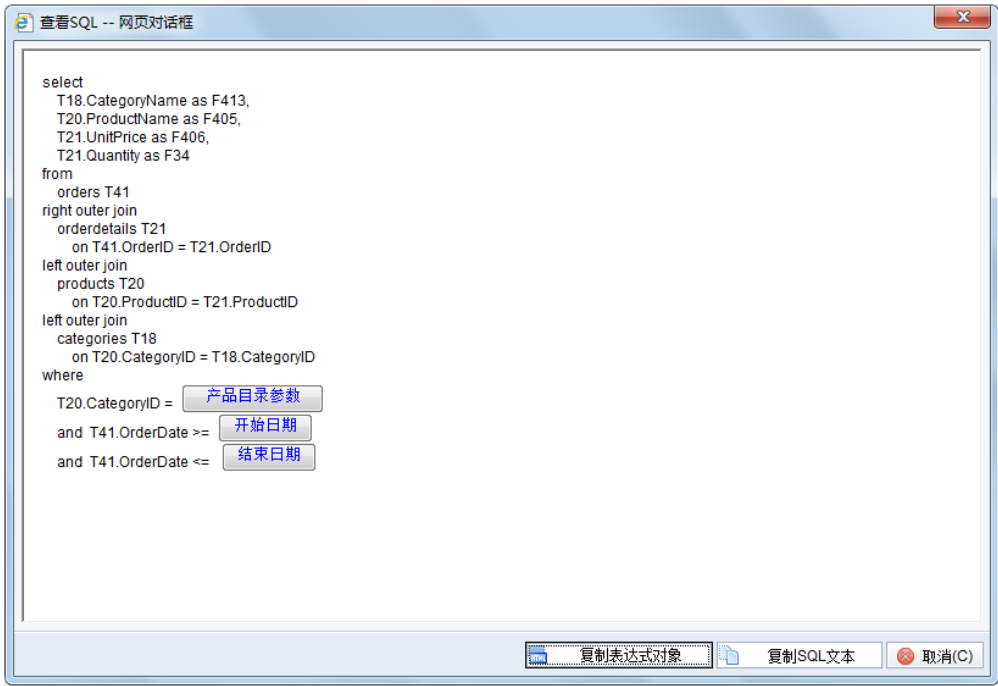 查看SQL -- 网页对话框
select
T18.CategoryName as F413,
T20.ProductName as F405,
T21.UnitPrice as F406,
T21.Quantity as F34
from
orders T41
right outer join
orderdetails T21
on T41.OrderID = T21.OrderID
left outer join
products T20
on T20.ProductID = T21.ProductID
left outer join
categories T18
on T20.CategoryID = T18.CategoryID
where
T20.CategoryID = 产品目录参数
and T41.OrderDate >= 开始日期
and T41.OrderDate <= 结束日期
复制表达式对象 复制SQL文本 取消(C)